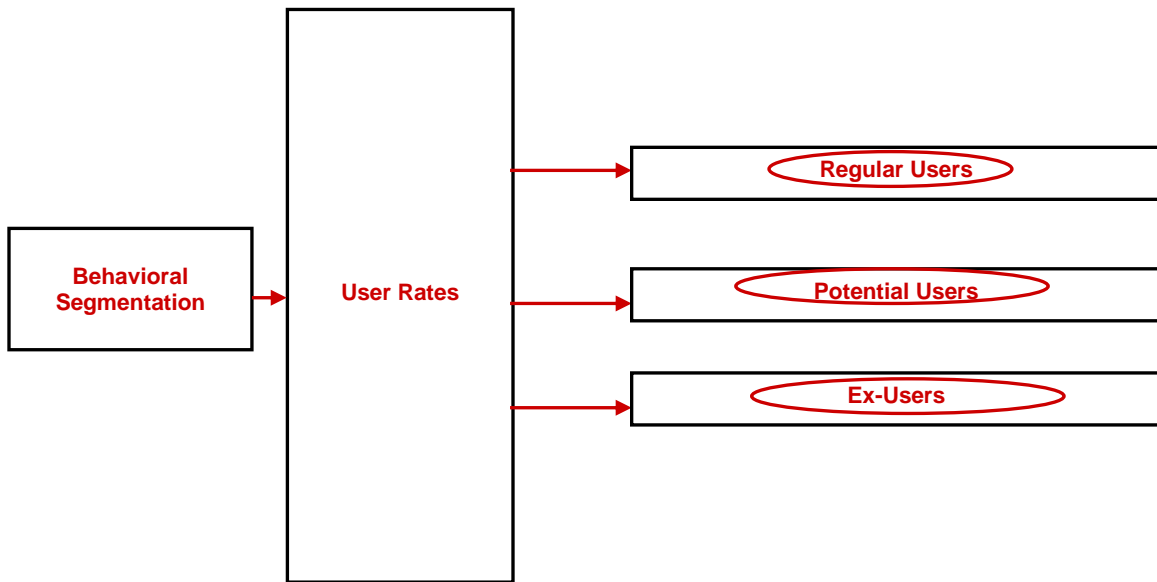 Behavioral
Segmentation
User Rates
Regular Users
Potential Users
Ex-Users